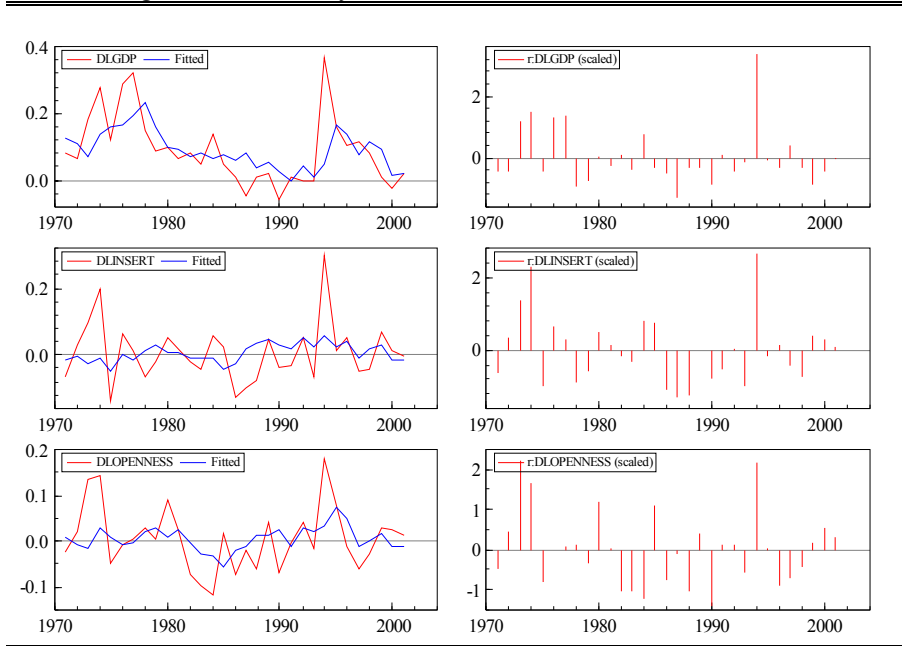 0.4
DLGDP Fitted
0.2
0.0
1970 1980 1990 2000
r:DLGDP (scaled)
2
0
1970 1980 1990 2000
DLINSERT Fitted
0.2
0.0
1970 1980 1990 2000
r:DLINSERT (scaled)
2
0
1970 1980 1990 2000
0.2
DLOPENNESS Fitted
0.1
0.0
-0.1
1970 1980 1990 2000
r:DLOPENNESS (scaled)
2
1
0
-1
1970 1980 1990 2000